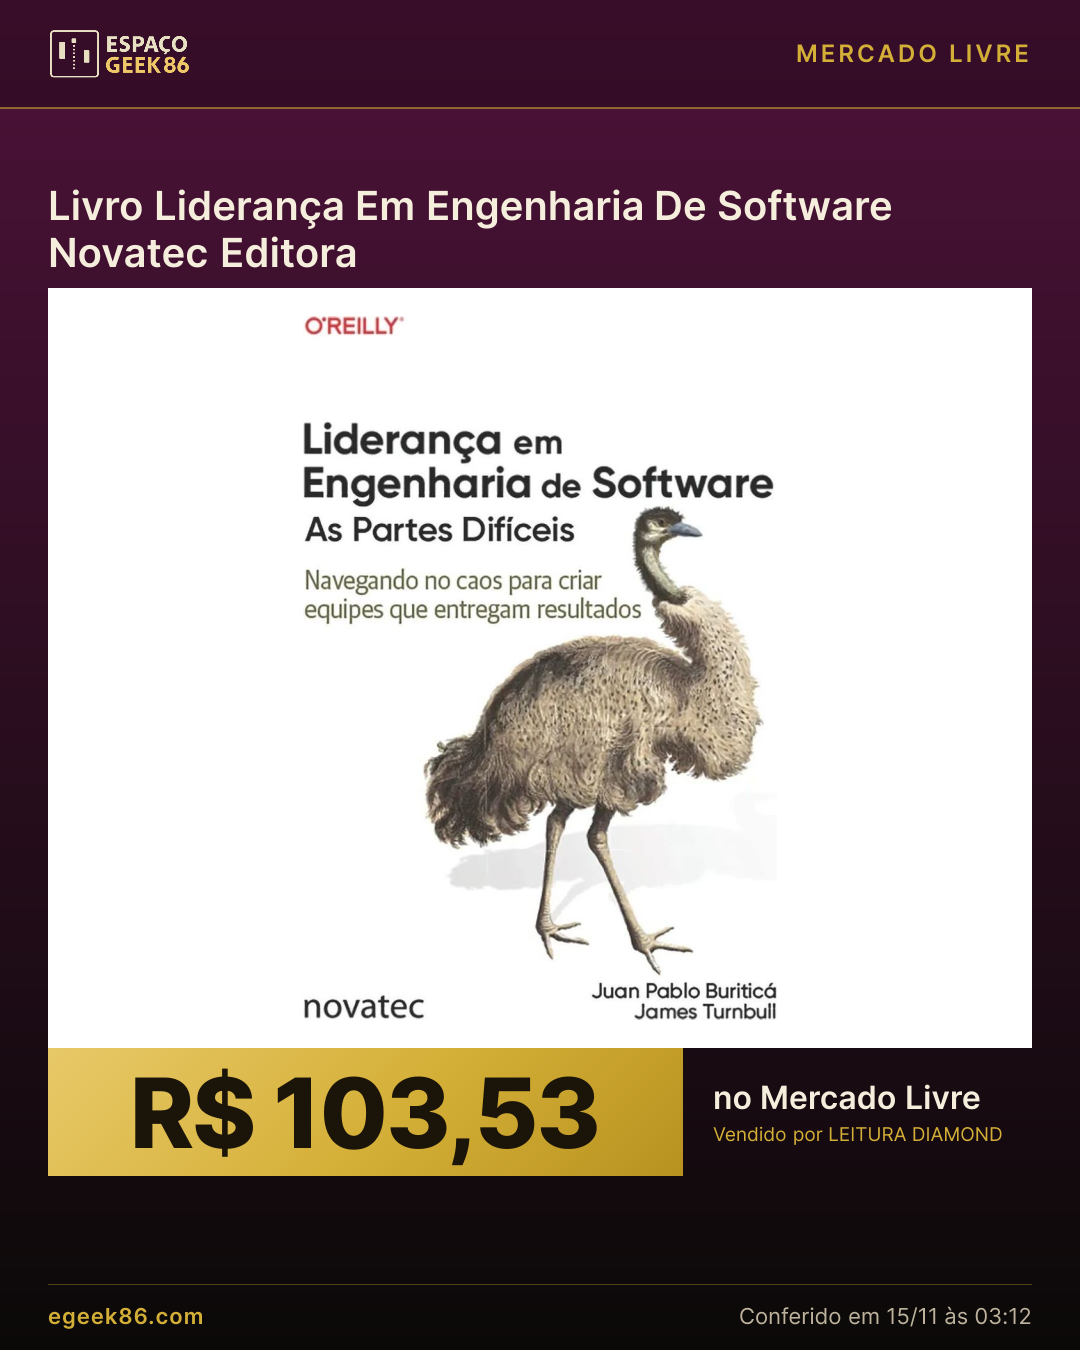 ESPAÇO
GEEK86
MERCADO LIVRE
Livro Liderança Em Engenharia De Software
Novatec Editora
O'REILLY®
Liderança em
Engenharia de Software
As Partes Difíceis
Navegando no caos para criar
equipes que entregam resultados
novatec
Juan Pablo Buriticá
James Turnbull
R$ 103,53
no Mercado Livre
Vendido por LEITURA DIAMOND
egeek86.com
Conferido em 15/11 às 03:12